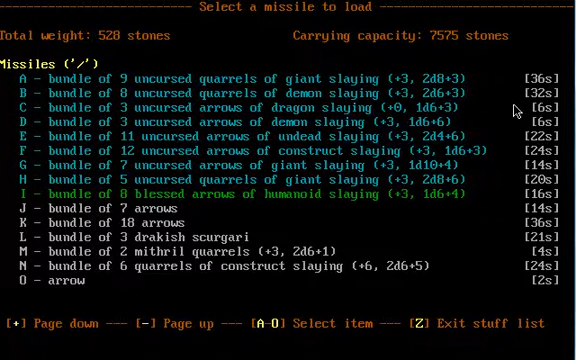 Select a missile to load
Total weight: 528 stones Carrying capacity: 7575 stones
Missiles ('/')
A - bundle of 9 uncursed quarrels of giant slaying (+3, 2d8+3) [36s]
B - bundle of 8 uncursed quarrels of demon slaying (+3, 2d6+3) [32s]
C - bundle of 3 uncursed arrows of dragon slaying (+0, 1d6+3) [6s]
D - bundle of 3 uncursed arrows of demon slaying (+3, 1d6+6) [6s]
E - bundle of 11 uncursed arrows of undead slaying (+3, 2d4+6) [22s]
F - bundle of 12 uncursed arrows of construct slaying (+3, 1d6+3) [24s]
G - bundle of 7 uncursed arrows of giant slaying (+3, 1d10+4) [14s]
H - bundle of 5 uncursed quarrels of giant slaying (+3, 2d8+6) [20s]
I - bundle of 8 blessed arrows of humanoid slaying (+3, 1d6+4) [16s]
J - bundle of 7 arrows [14s]
K - bundle of 18 arrows [36s]
L - bundle of 3 drakish scurgari [21s]
M - bundle of 2 mithril quarrels (+3, 2d6+1) [4s]
N - bundle of 6 quarrels of construct slaying (+6, 2d6+5) [24s]
O - arrow [2s]
[+] Page down --- [-] Page up --- [A-O] Select item --- [Z] Exit stuff list